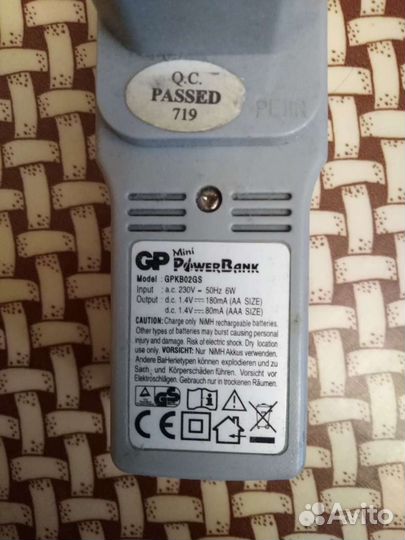 Q.C.
PASSED
719
GP Mini PowerBank
Model : GPKB02GS
Input : a.c. 230V ~ 50Hz 6W
Output : d.c. 1.4V 180mA (AA SIZE)
d.c. 1.4V 80mA (AAA SIZE)
CAUTION: Charge only NiMH rechargeable batteries.
Other types of batteries may burst causing personal
injury and damage. Risk of electric shock. Dry location
use only. VORSICHT: Nur NiMH Akkus verwenden.
Andere Batterietypen können explodieren und zu
Sach- und Körperschäden führen. Vorsicht
Elektroschläge. Gebrauch nur in trockenen Räumen.
GS
CE
Avito